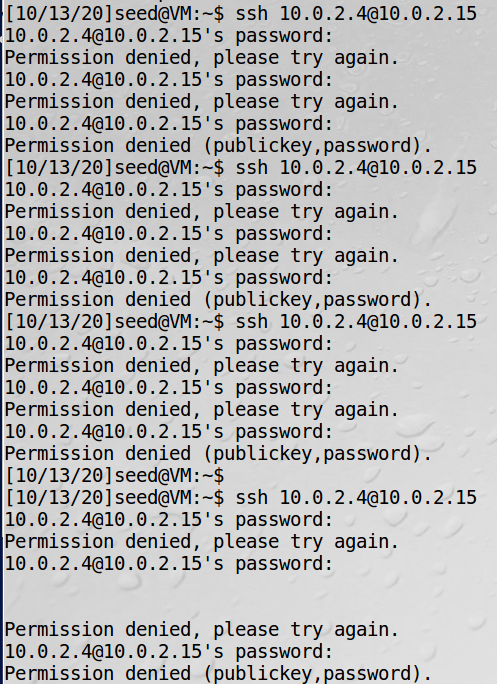 [10/13/20]seed@VM:~$ ssh 10.0.2.4@10.0.2.15
10.0.2.4@10.0.2.15's password:
Permission denied, please try again.
10.0.2.4@10.0.2.15's password:
Permission denied, please try again.
10.0.2.4@10.0.2.15's password:
Permission denied (publickey,password).
[10/13/20]seed@VM:~$ ssh 10.0.2.4@10.0.2.15
10.0.2.4@10.0.2.15's password:
Permission denied, please try again.
10.0.2.4@10.0.2.15's password:
Permission denied, please try again.
10.0.2.4@10.0.2.15's password:
Permission denied (publickey,password).
[10/13/20]seed@VM:~$ ssh 10.0.2.4@10.0.2.15
10.0.2.4@10.0.2.15's password:
Permission denied, please try again.
10.0.2.4@10.0.2.15's password:
Permission denied, please try again.
10.0.2.4@10.0.2.15's password:
Permission denied (publickey,password).
[10/13/20]seed@VM:~$
[10/13/20]seed@VM:~$ ssh 10.0.2.4@10.0.2.15
10.0.2.4@10.0.2.15's password:
Permission denied, please try again.
10.0.2.4@10.0.2.15's password:
Permission denied, please try again.
10.0.2.4@10.0.2.15's password:
Permission denied (publickey,password).